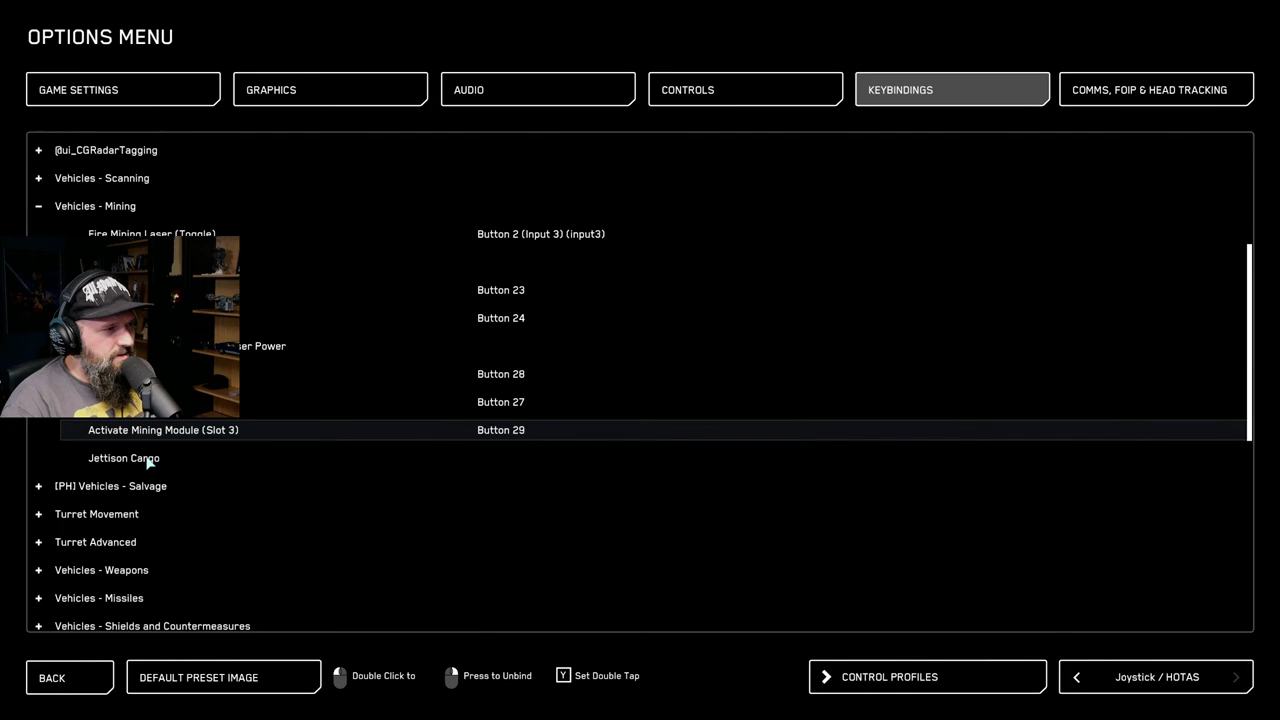 OPTIONS MENU
GAME SETTINGS
GRAPHICS
AUDIO
CONTROLS
KEYBINDINGS
COMMS, FOIP & HEAD TRACKING
+ @ui_CGRadarTagging
+ Vehicles - Scanning
- Vehicles - Mining
Fire Mining Laser (Toggle) Button 2 (Input 3) (input3)
Button 23
Button 24
Power
Button 28
Button 27
Activate Mining Module (Slot 3) Button 29
Jettison Cargo
+ [PH] Vehicles - Salvage
+ Turret Movement
+ Turret Advanced
+ Vehicles - Weapons
+ Vehicles - Missiles
+ Vehicles - Shields and Countermeasures
BACK
DEFAULT PRESET IMAGE
Double Click to
Press to Unbind
Y Set Double Tap
CONTROL PROFILES
Joystick / HOTAS